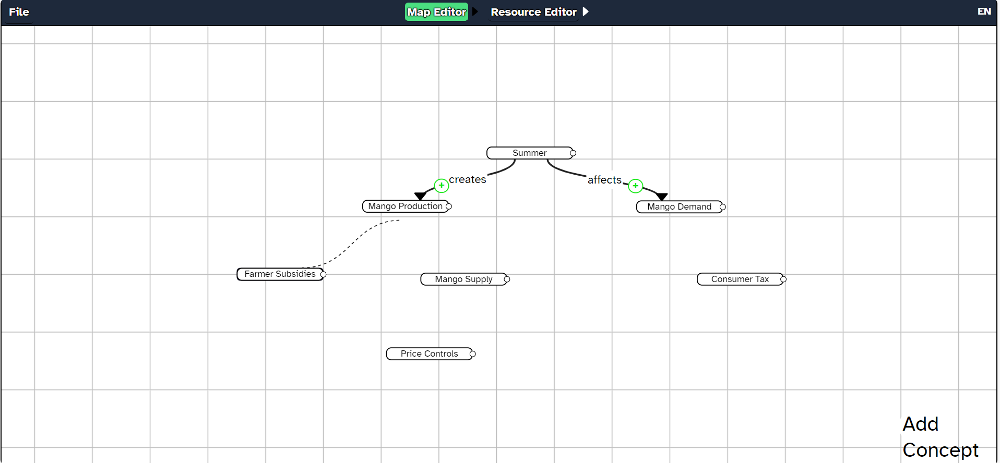 File
Map Editor
Resource Editor
EN
Summer
creates
affects
+
+
Mango Production
Mango Demand
Farmer Subsidies
Mango Supply
Consumer Tax
Price Controls
Add
Concept